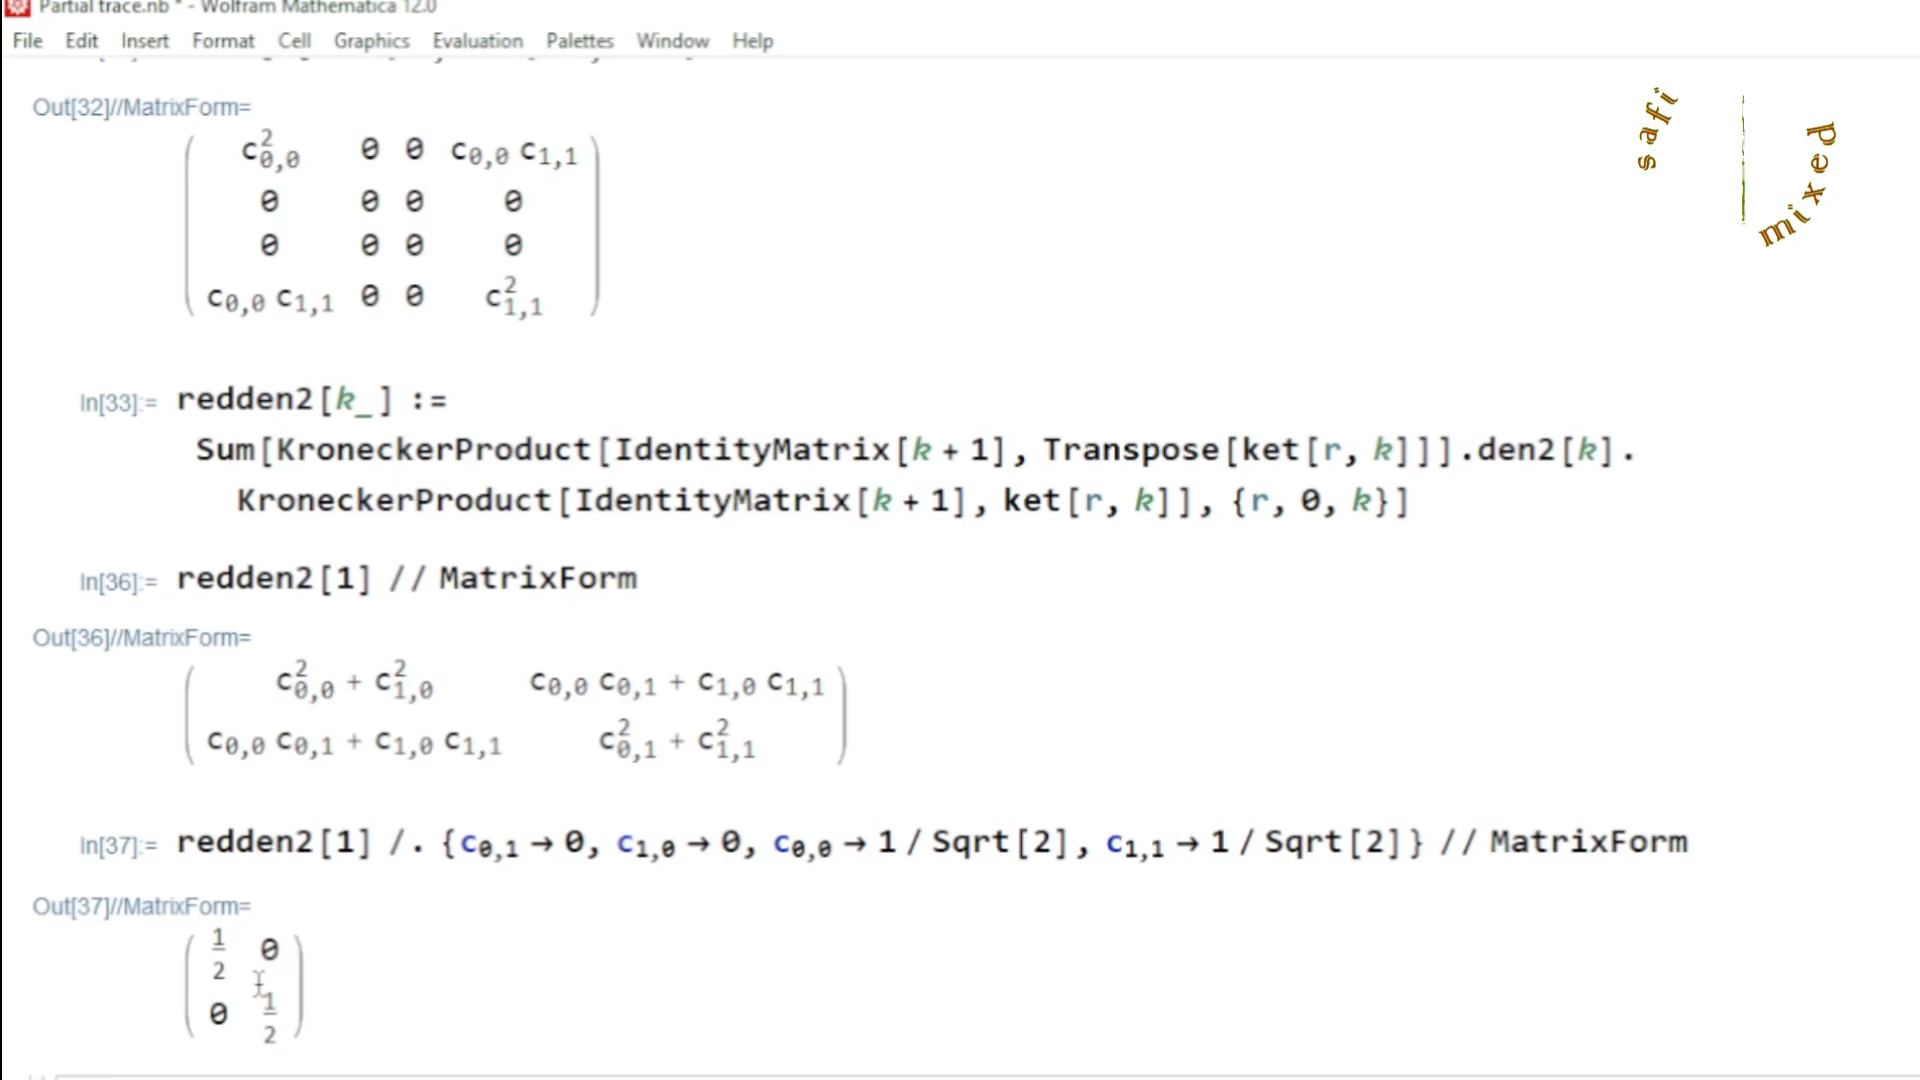 Partial trace.nb * - Wolfram Mathematica 12.0
File Edit Insert Format Cell Graphics Evaluation Palettes Window Help
safi mixed
Out[32]//MatrixForm=
c²₀,₀ 0 0 c₀,₀ c₁,₁
0 0 0 0
0 0 0 0
c₀,₀ c₁,₁ 0 0 c²₁,₁
In[33]:= redden2[k_] :=
Sum[KroneckerProduct[IdentityMatrix[k + 1], Transpose[ket[r, k]]].den2[k].
KroneckerProduct[IdentityMatrix[k + 1], ket[r, k]], {r, 0, k}]
In[36]:= redden2[1] // MatrixForm
Out[36]//MatrixForm=
c²₀,₀ + c²₁,₀ c₀,₀ c₀,₁ + c₁,₀ c₁,₁
c₀,₀ c₀,₁ + c₁,₀ c₁,₁ c²₀,₁ + c²₁,₁
In[37]:= redden2[1] /. {c₀,₁ → 0, c₁,₀ → 0, c₀,₀ → 1 / Sqrt[2], c₁,₁ → 1 / Sqrt[2]} // MatrixForm
Out[37]//MatrixForm=
1/2 0
0 1/2